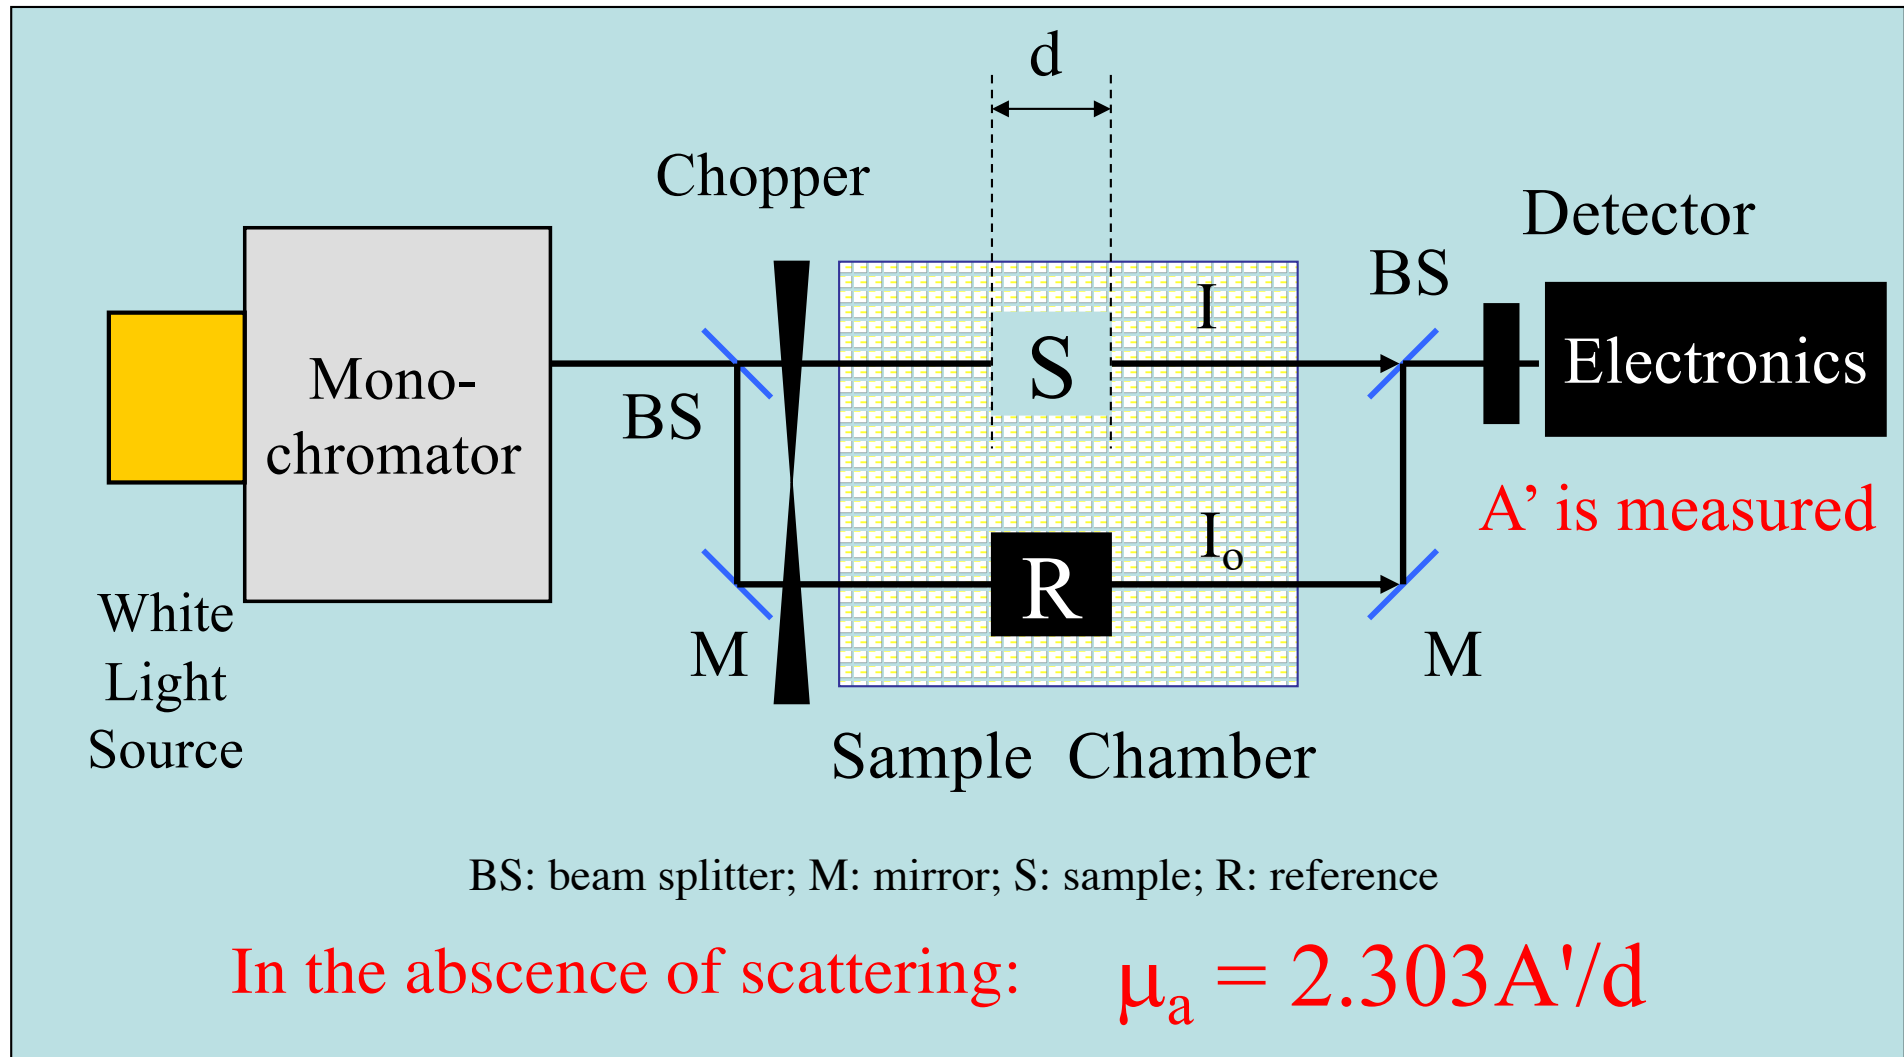 d
Chopper
Detector
BS
I
Mono-
chromator
S
Electronics
BS
A’ is measured
Iₒ
R
White
Light
Source
M
M
Sample Chamber
BS: beam splitter; M: mirror; S: sample; R: reference
In the abscence of scattering: μₐ = 2.303A'/d